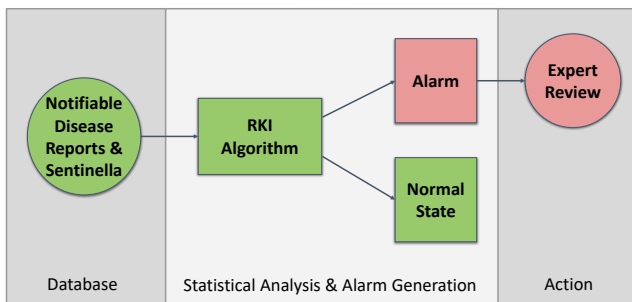 Notifiable
Disease
Reports &
Sentinella
RKI
Algorithm
Alarm
Normal
State
Expert
Review
Database
Statistical Analysis & Alarm Generation
Action